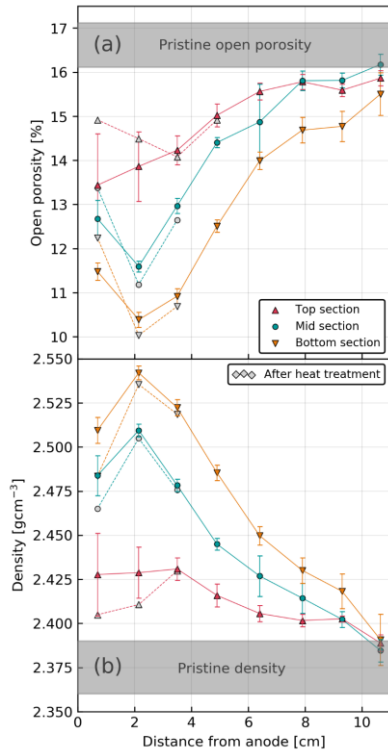 17
(a)
Pristine open porosity
16
15
14
13
12
11
10
Open porosity [%]
Top section
Mid section
Bottom section
2.550
After heat treatment
2.525
2.500
2.475
2.450
2.425
2.400
2.375
2.350
Density [gcm⁻³]
(b)
Pristine density
0 2 4 6 8 10
Distance from anode [cm]